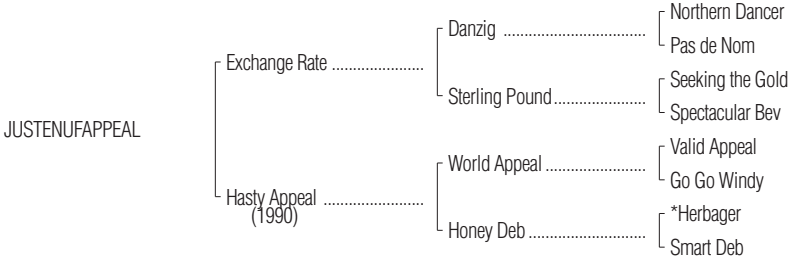 Northern Dancer
Danzig ................................
Pas de Nom
Exchange Rate .....................
Seeking the Gold
Sterling Pound.....................
Spectacular Bev
JUSTENUFAPPEAL
Valid Appeal
World Appeal .......................
Go Go Windy
Hasty Appeal .......................
(1990)
*Herbager
Honey Deb ...........................
Smart Deb